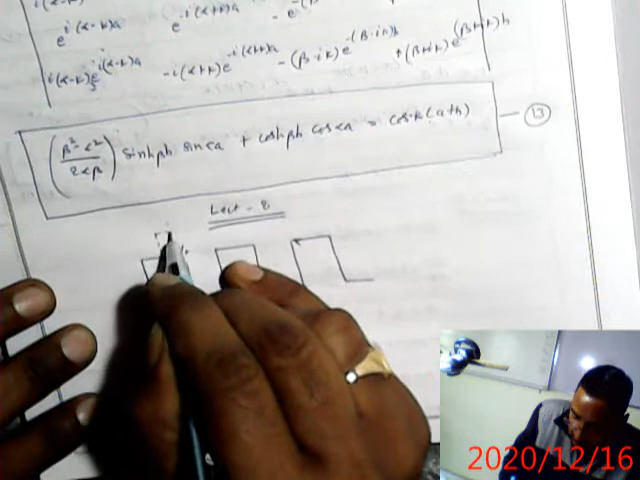 e^{i(α-k)a} e^{-i(α+k)a}
i(α-k)e^{i(α-k)a} -i(α+k)e^{-i(α+k)a} -(β-ik)e^{-(β-ik)b} +(β+ik)e^{(β+ik)b}
(β²-α²/2αβ) sinhβb sinαa + coshβb cosαa = cosk(a+b) — (13)
Lect - 8
2020/12/16